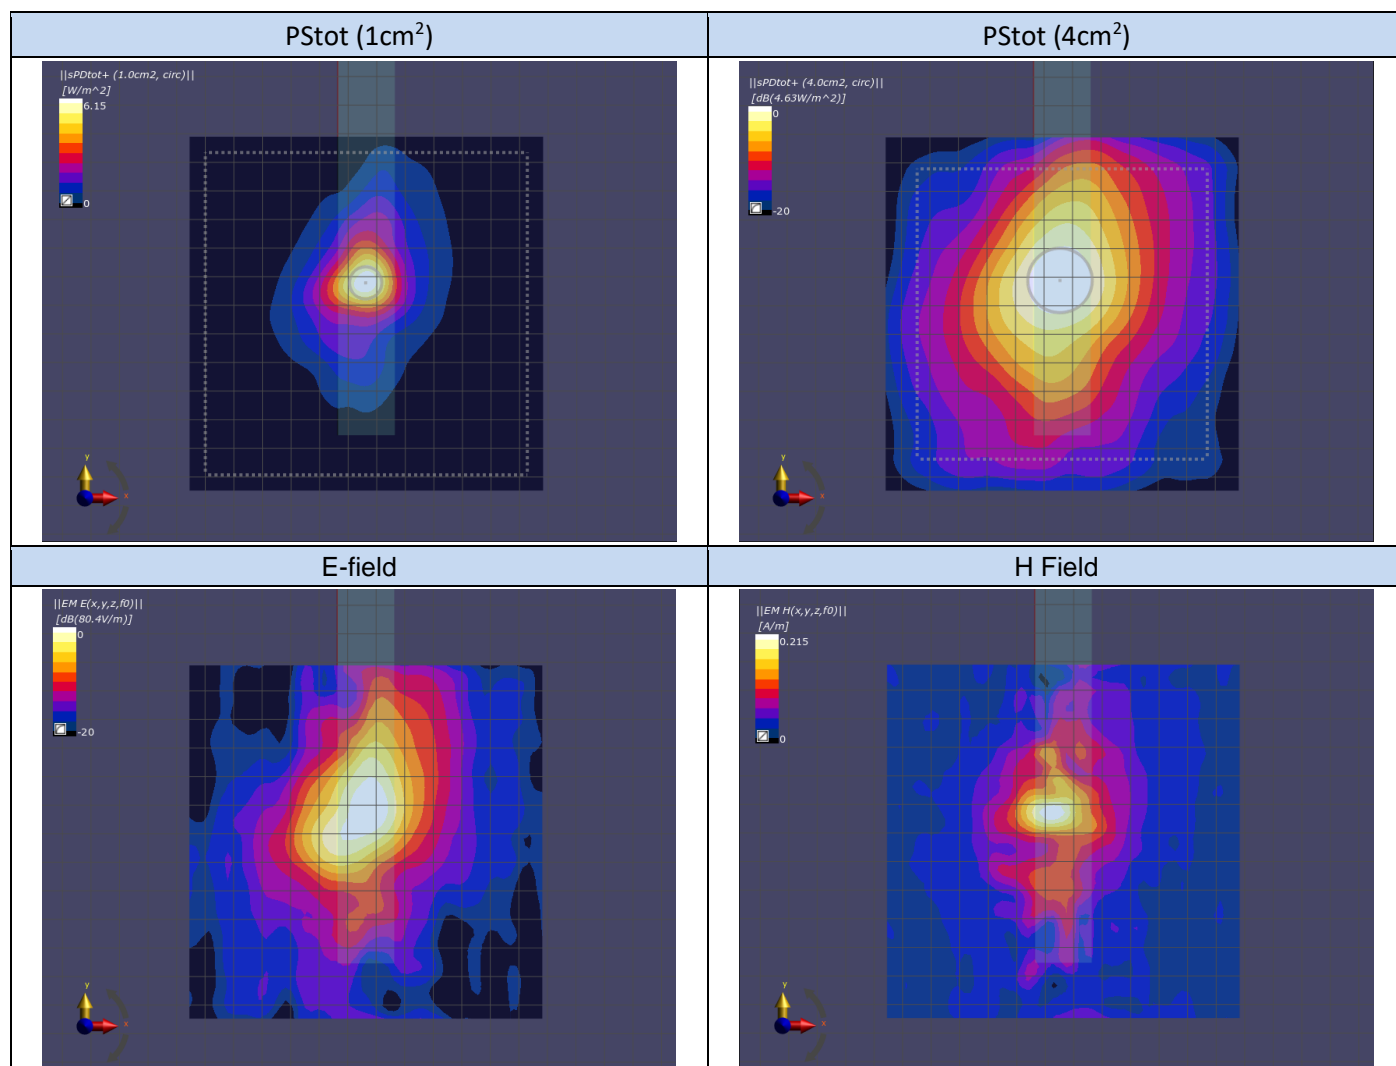 PStot (1cm²)
PStot (4cm²)
||sPDtot+ (1.0cm2, circ)||
[W/m^2]
6.15
0
y
x
||sPDtot+ (4.0cm2, circ)||
[dB(4.63W/m^2)]
0
-20
y
x
E-field
H Field
||EM E(x,y,z,f0)||
[dB(80.4V/m)]
0
-20
y
x
||EM H(x,y,z,f0)||
[A/m]
0.215
0
y
x